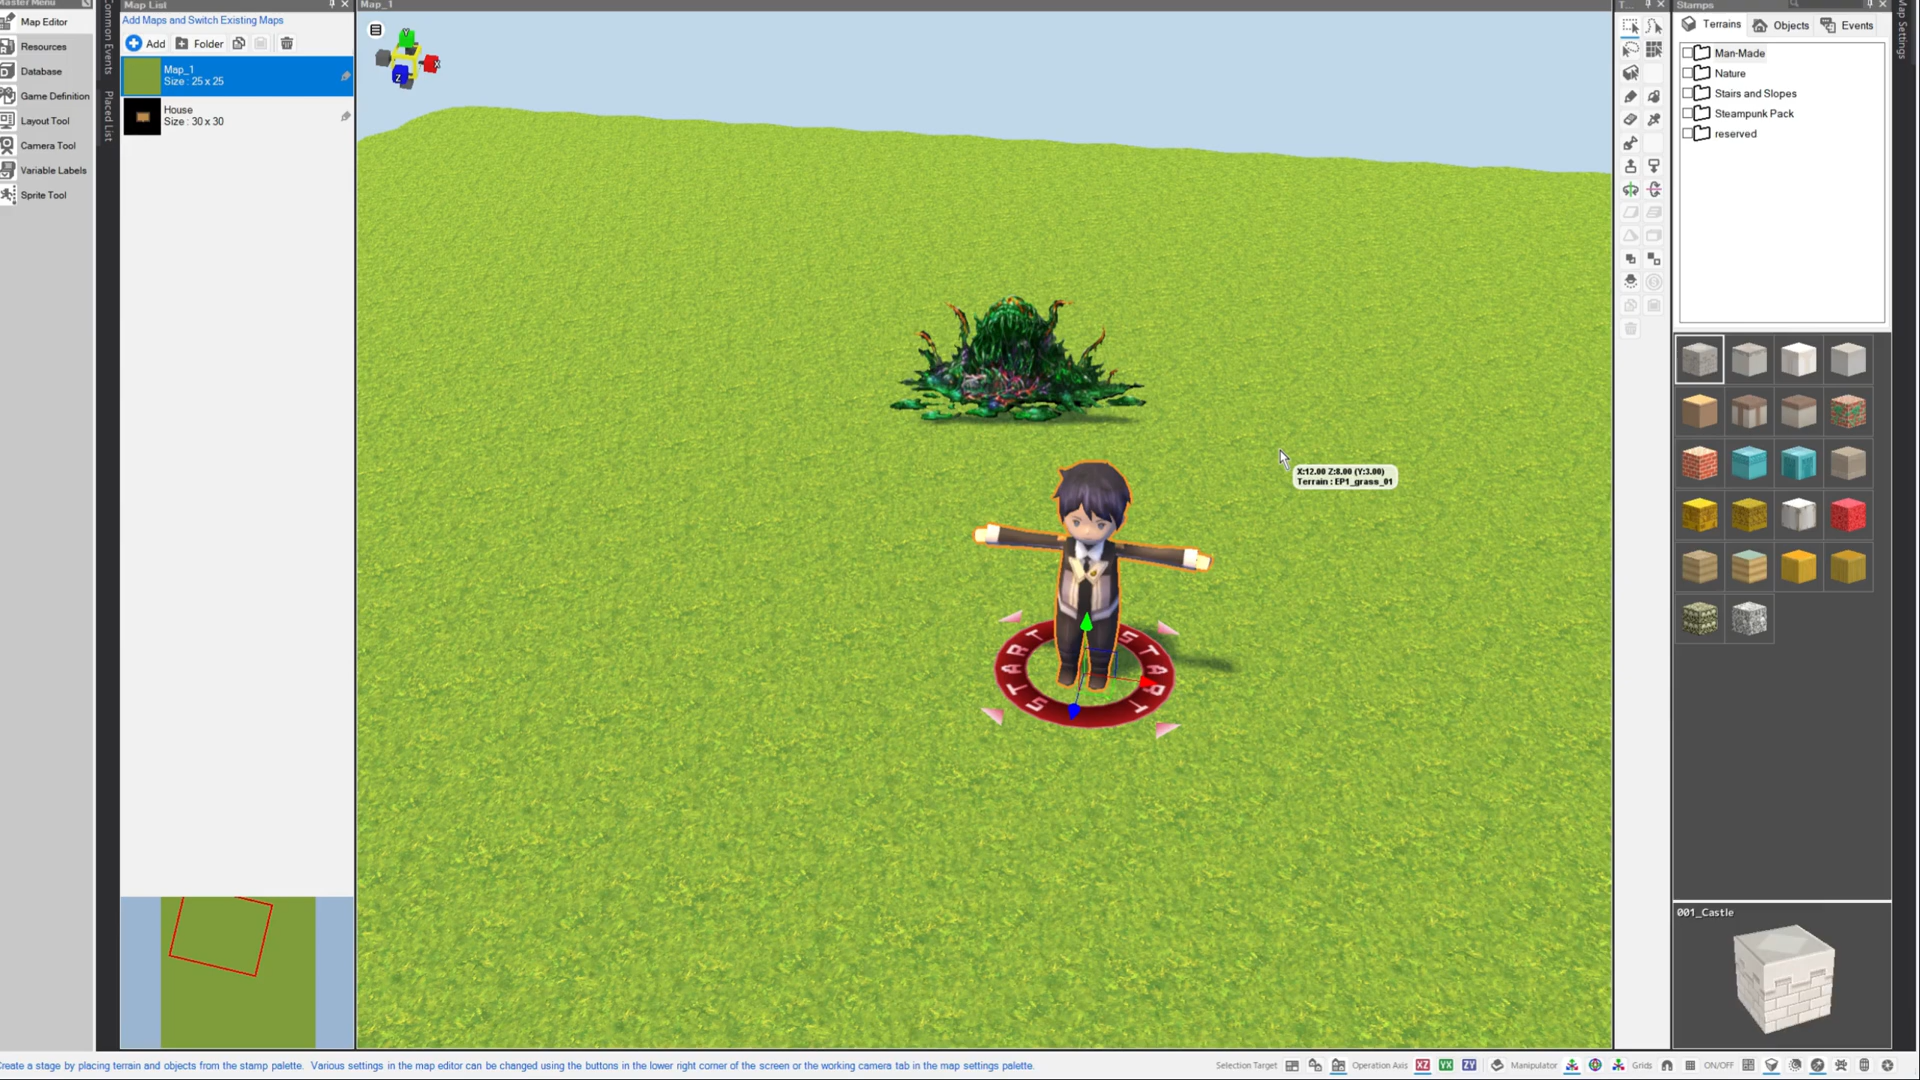 Master Menu
Map Editor
Resources
Database
Game Definition
Layout Tool
Camera Tool
Variable Labels
Sprite Tool
Common Events
Placed List
Map List
Add Maps and Switch Existing Maps
Add
Folder
Map_1
Size : 25 x 25
House
Size : 30 x 30
Map_1
Y
X
Z
X:12.00 Z:8.00 (Y:3.00)
Terrain : EP1_grass_01
START START
T...
Stamps
Terrains
Objects
Events
Man-Made
Nature
Stairs and Slopes
Steampunk Pack
reserved
001_Castle
Map Settings
Create a stage by placing terrain and objects from the stamp palette. Various settings in the map editor can be changed using the buttons in the lower right corner of the screen or the working camera tab in the map settings palette.
Selection Target
Operation Axis
XZ
YX
ZY
Manipulator
Grids
ON/OFF